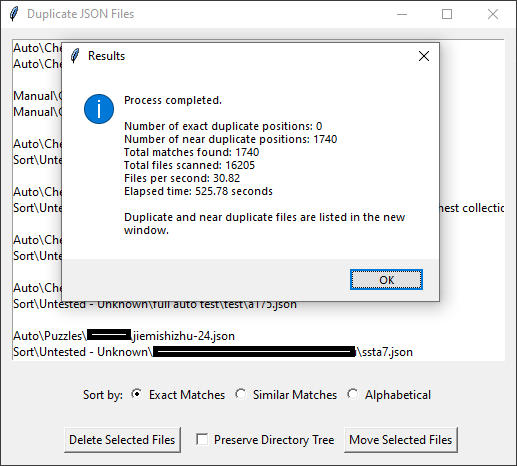 Duplicate JSON Files
Auto\Che
Auto\Che
Manual\C
Manual\C
Auto\Che
Sort\Unte
Auto\Che
Sort\Unte
nest collectio
Auto\Che
Sort\Unte
Auto\Che
Sort\Untested - Unknown\full auto test\test\a175.json
Auto\Puzzles\ jiemishizhu-24.json
Sort\Untested - Unknown\ \ssta7.json
Results
Process completed.
Number of exact duplicate positions: 0
Number of near duplicate positions: 1740
Total matches found: 1740
Total files scanned: 16205
Files per second: 30.82
Elapsed time: 525.78 seconds
Duplicate and near duplicate files are listed in the new
window.
OK
Sort by: Exact Matches Similar Matches Alphabetical
Delete Selected Files Preserve Directory Tree Move Selected Files